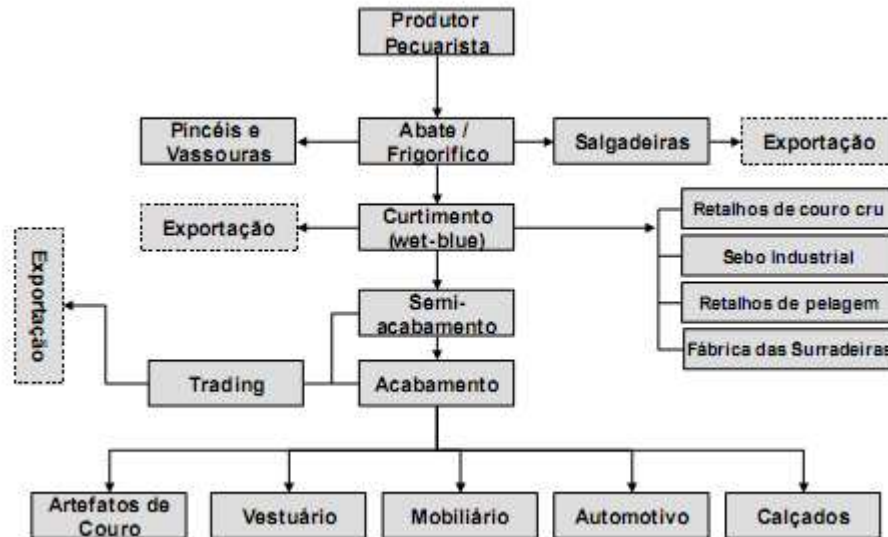 Produtor
Pecuarista
Pincéis e
Vassouras
Abate /
Frigorifico
Salgadeiras
Exportação
Exportação
Curtimento
(wet-blue)
Retalhos de couro cru
Sebo Industrial
Retalhos de pelagem
Fábrica das Surradeiras
Exportação
Semi-
acabamento
Trading
Acabamento
Artefatos de
Couro
Vestuário
Mobiliário
Automotivo
Calçados